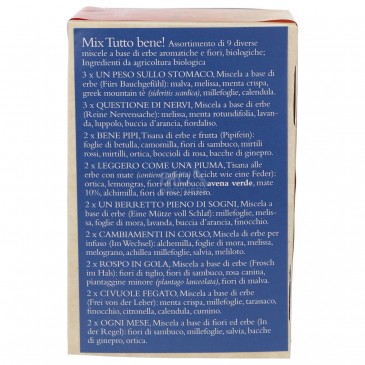 Mix Tutto bene! Assortimento di 9 diverse
miscele a base di erbe aromatiche e fiori, biologiche;
Ingredienti da agricoltura biologica
3 x UN PESO SULLO STOMACO, Miscela a base di
erbe (Fürs Bauchgefühl): malva, melissa, menta crispa,
greek mountain tè (sideritis sardica), millefoglie, calendula.
3 x QUESTIONE DI NERVI, Miscela a base di erbe
(Reine Nervensache): melissa, menta rotundifolia, lavan-
da, luppolo, buccia d'arancia, fiordaliso.
2 x BENE PIPI, Tisana di erbe e frutta (Pipifein):
foglie di betulla, camomilla, fiori di sambuco, mirtilli
rossi, mirtilli, ortica, boccioli di rosa, bacche di ginepro.
2 x LEGGERO COME UNA PIUMA, Tisana alle
erbe con mate (Leicht wie eine Feder):
ortica, lemongras, fiori di sambuco, avena verde, mate
10%, alchimilla, fiori di rose, zenzero.
2 x UN BERRETTO PIENO DI SOGNI, Miscela a
base di erbe (Eine Mütze voll Schlaf): millefoglie, melis-
sa, foglie di mora, lavanda, buccia d'arancia, finocchio.
2 x CAMBIAMENTI IN CORSO, Miscela di erbe per
infuso (Im Wechsel): alchemilla, foglie di mora, melissa,
melograno, achillea millefoglie, salvia, meliloto.
2 x ROSPO IN GOLA, Miscela a base di erbe (Frosch
im Hals): fiori di tiglio, fiori di sambuco, rosa canina,
piantaggine minore (plantago lanceolata), fiori di malva.
2 x CI VUOLE FEGATO, Miscela a base di erbe (Von
der Leber weg): menta crispa, millefoglie, tarassaco,
finocchio, citronella, calendula, cumino.
2 x OGNI MESE, Miscela a base di fiori ed erbe (In
der Regel): fiori di sambuco, millefoglie, salvia, bacche
di ginepro, ortica.